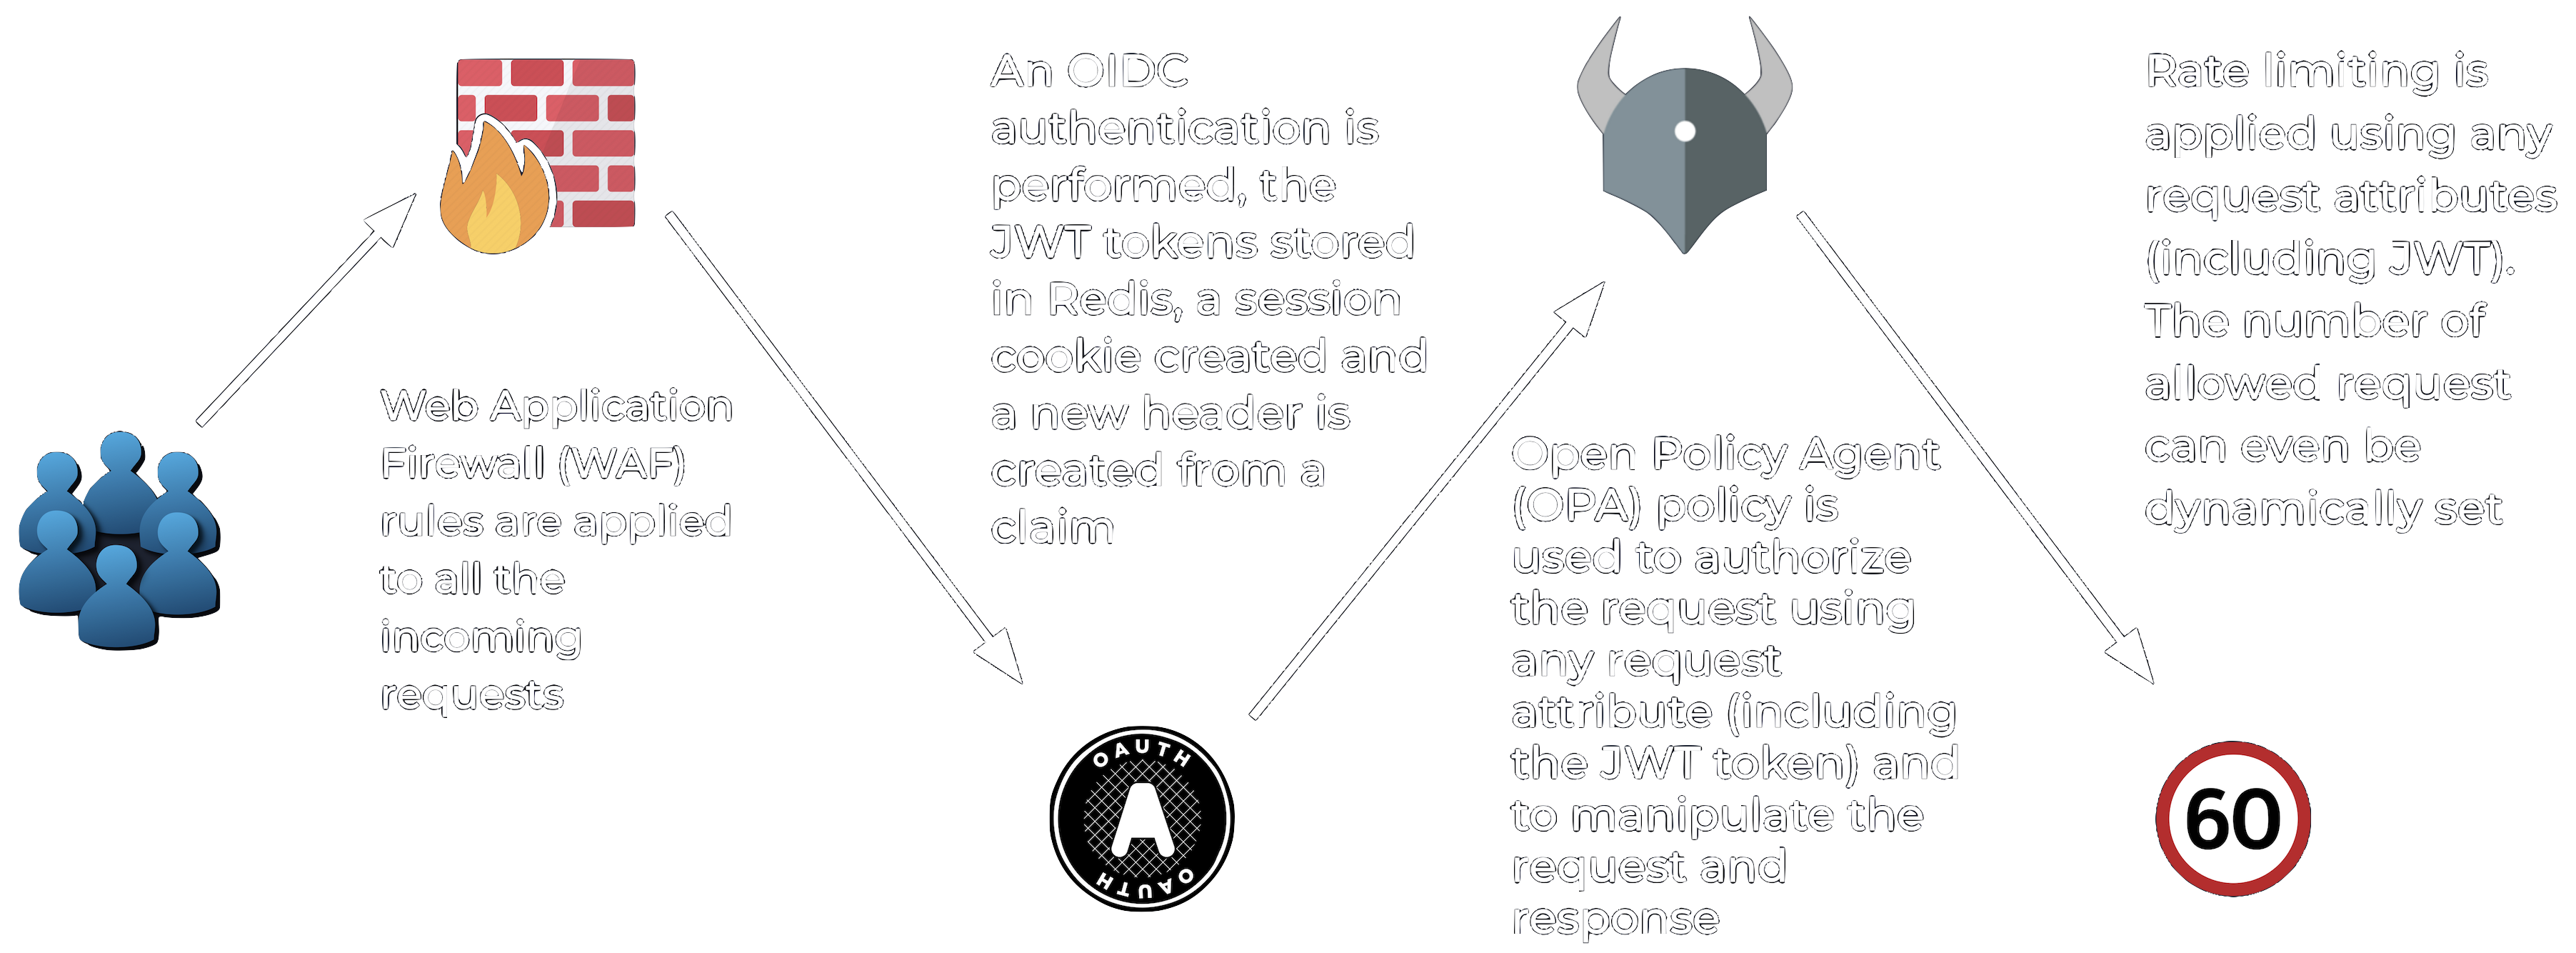 Web Application
Firewall (WAF)
rules are applied
to all the
incoming
requests
An OIDC
authentication is
performed, the
JWT tokens stored
in Redis, a session
cookie created and
a new header is
created from a
claim
OAUTH
A
OAUTH
Open Policy Agent
(OPA) policy is
used to authorize
the request using
any request
attribute (including
the JWT token) and
to manipulate the
request and
response
Rate limiting is
applied using any
request attributes
(including JWT).
The number of
allowed request
can even be
dynamically set
60